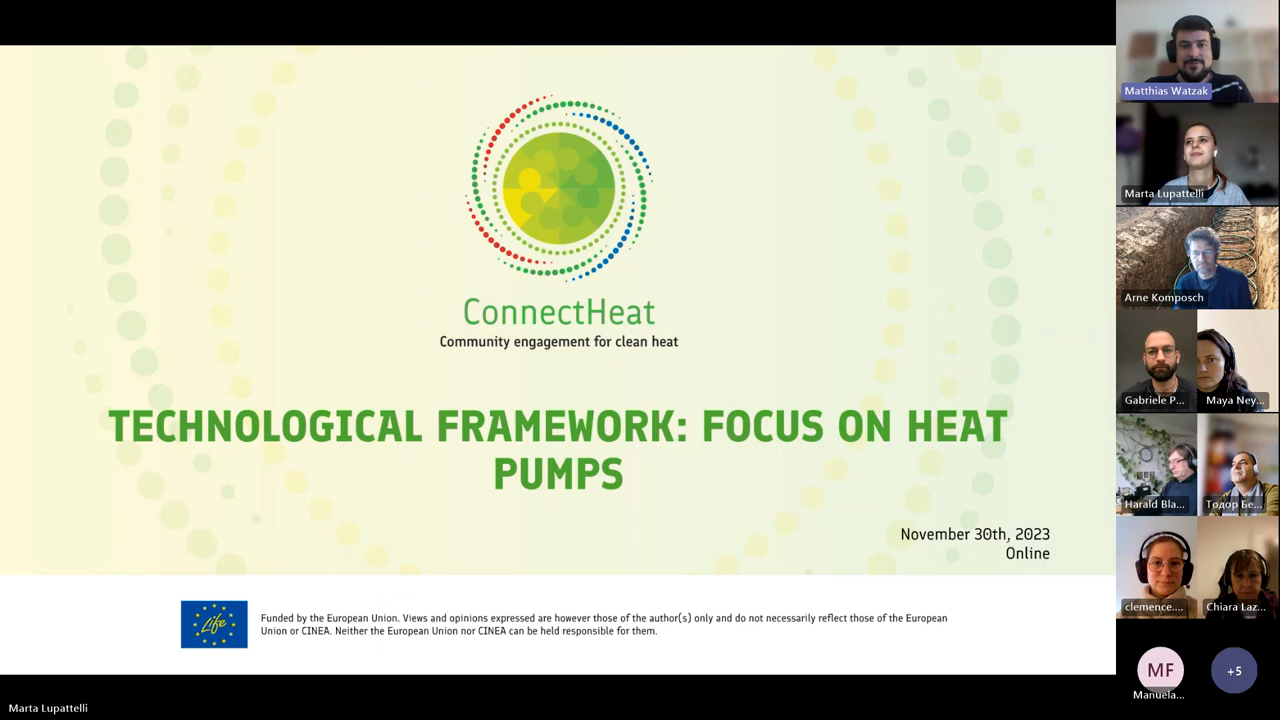 ConnectHeat
Community engagement for clean heat
TECHNOLOGICAL FRAMEWORK: FOCUS ON HEAT
PUMPS
November 30th, 2023
Online
Life
Funded by the European Union. Views and opinions expressed are however those of the author(s) only and do not necessarily reflect those of the European
Union or CINEA. Neither the European Union nor CINEA can be held responsible for them.
Marta Lupattelli
Matthias Watzak
Marta Lupattelli
Arne Komposch
Gabriele P...
Maya Ney...
Harald Bla...
Тодор Бе...
clemence....
Chiara Laz...
MF
Manuela...
+5